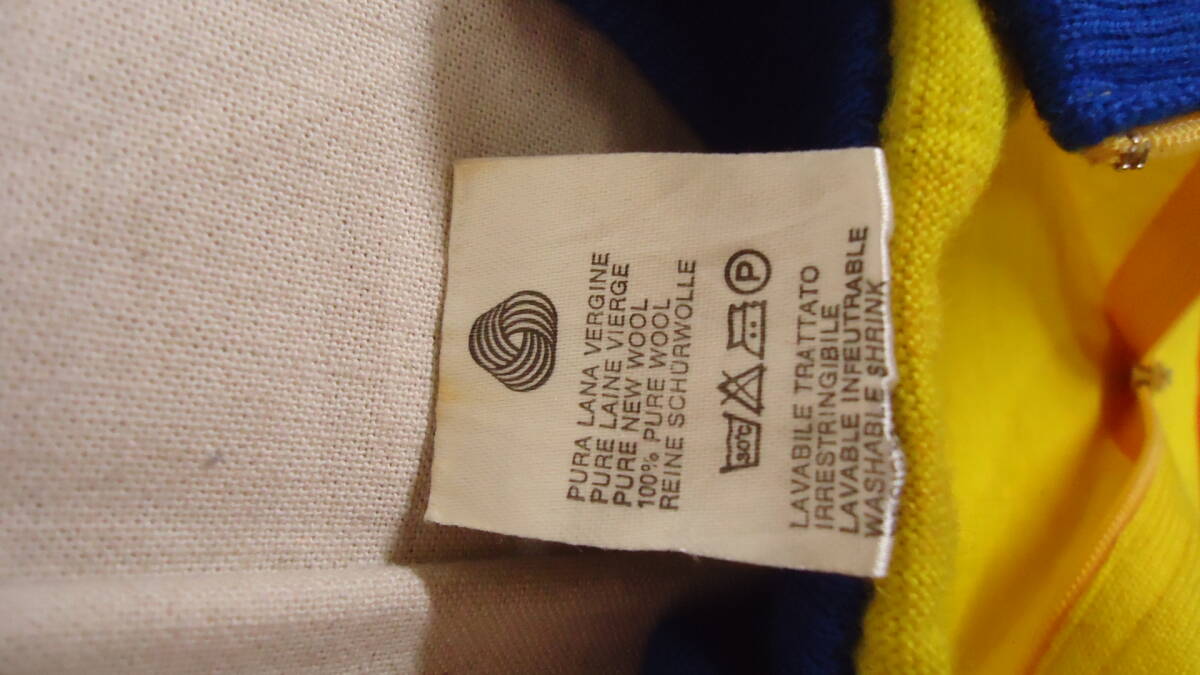 PURA LANA VERGINE
PURE LAINE VIERGE
PURE NEW WOOL
100% PURE WOOL
REINE SCHÜRWOLLE
30°C P
LAVABILE TRATTATO
IRRESTRINGIBILE
LAVABLE INFEUTRABLE
WASHABLE SHRINK